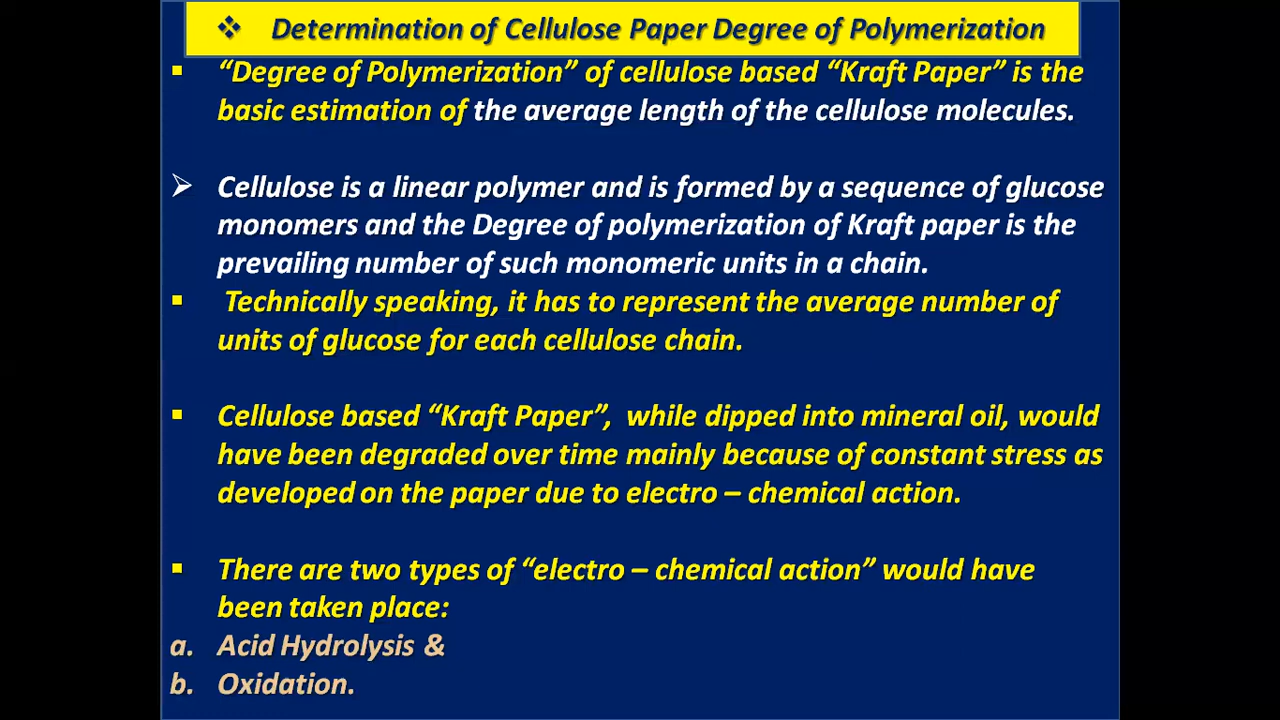 ❖ Determination of Cellulose Paper Degree of Polymerization
▪ “Degree of Polymerization” of cellulose based “Kraft Paper” is the
basic estimation of the average length of the cellulose molecules.
➢ Cellulose is a linear polymer and is formed by a sequence of glucose
monomers and the Degree of polymerization of Kraft paper is the
prevailing number of such monomeric units in a chain.
▪ Technically speaking, it has to represent the average number of
units of glucose for each cellulose chain.
▪ Cellulose based “Kraft Paper”, while dipped into mineral oil, would
have been degraded over time mainly because of constant stress as
developed on the paper due to electro – chemical action.
▪ There are two types of “electro – chemical action” would have
been taken place:
a. Acid Hydrolysis &
b. Oxidation.